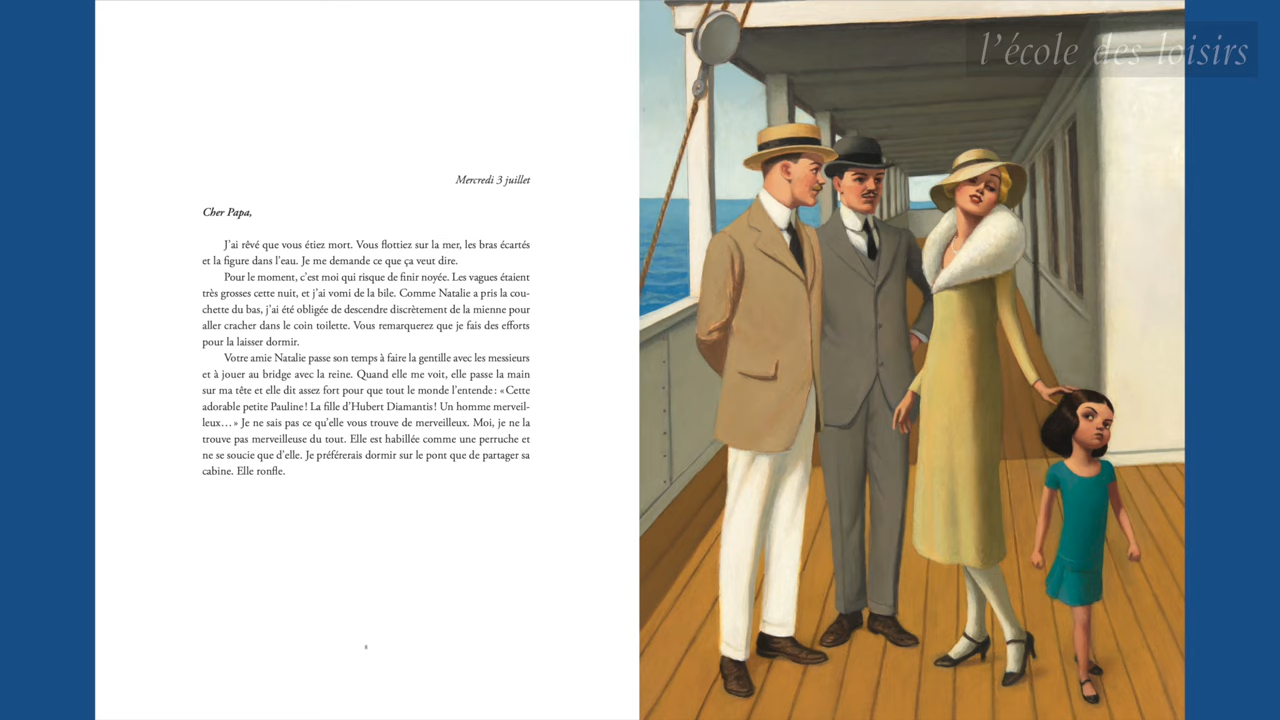 l'école des loisirs
Mercredi 3 juillet
Cher Papa,
J'ai rêvé que vous étiez mort. Vous flottiez sur la mer, les bras écartés
et la figure dans l'eau. Je me demande ce que ça veut dire.
Pour le moment, c'est moi qui risque de finir noyée. Les vagues étaient
très grosses cette nuit, et j'ai vomi de la bile. Comme Natalie a pris la cou-
chette du bas, j'ai été obligée de descendre discrètement de la mienne pour
aller cracher dans le coin toilette. Vous remarquerez que je fais des efforts
pour la laisser dormir.
Votre amie Natalie passe son temps à faire la gentille avec les messieurs
et à jouer au bridge avec la reine. Quand elle me voit, elle passe la main
sur ma tête et elle dit assez fort pour que tout le monde l'entende : «Cette
adorable petite Pauline! La fille d'Hubert Diamantis! Un homme merveil-
leux…» Je ne sais pas ce qu'elle vous trouve de merveilleux. Moi, je ne la
trouve pas merveilleuse du tout. Elle est habillée comme une perruche et
ne se soucie que d'elle. Je préférerais dormir sur le pont que de partager sa
cabine. Elle ronfle.
8